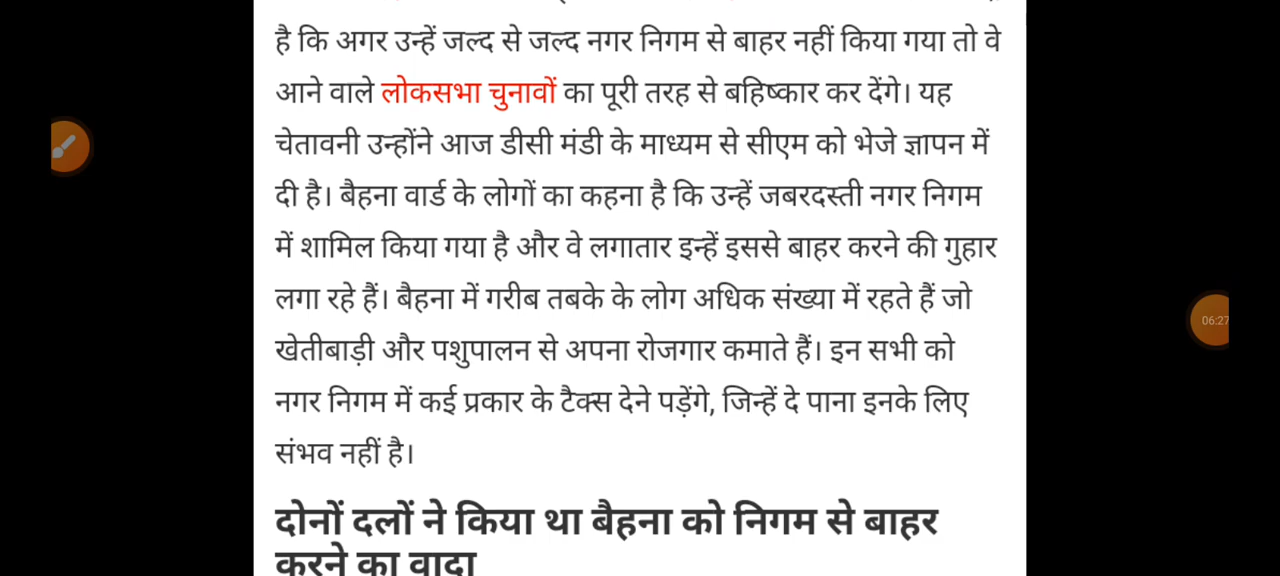 है कि अगर उन्हें जल्द से जल्द नगर निगम से बाहर नहीं किया गया तो वे
आने वाले लोकसभा चुनावों का पूरी तरह से बहिष्कार कर देंगे। यह
चेतावनी उन्होंने आज डीसी मंडी के माध्यम से सीएम को भेजे ज्ञापन में
दी है। बैहना वार्ड के लोगों का कहना है कि उन्हें जबरदस्ती नगर निगम
में शामिल किया गया है और वे लगातार इन्हें इससे बाहर करने की गुहार
लगा रहे हैं। बैहना में गरीब तबके के लोग अधिक संख्या में रहते हैं जो
खेतीबाड़ी और पशुपालन से अपना रोजगार कमाते हैं। इन सभी को
नगर निगम में कई प्रकार के टैक्स देने पड़ेंगे, जिन्हें दे पाना इनके लिए
संभव नहीं है।
दोनों दलों ने किया था बैहना को निगम से बाहर
करने का वादा
06:27